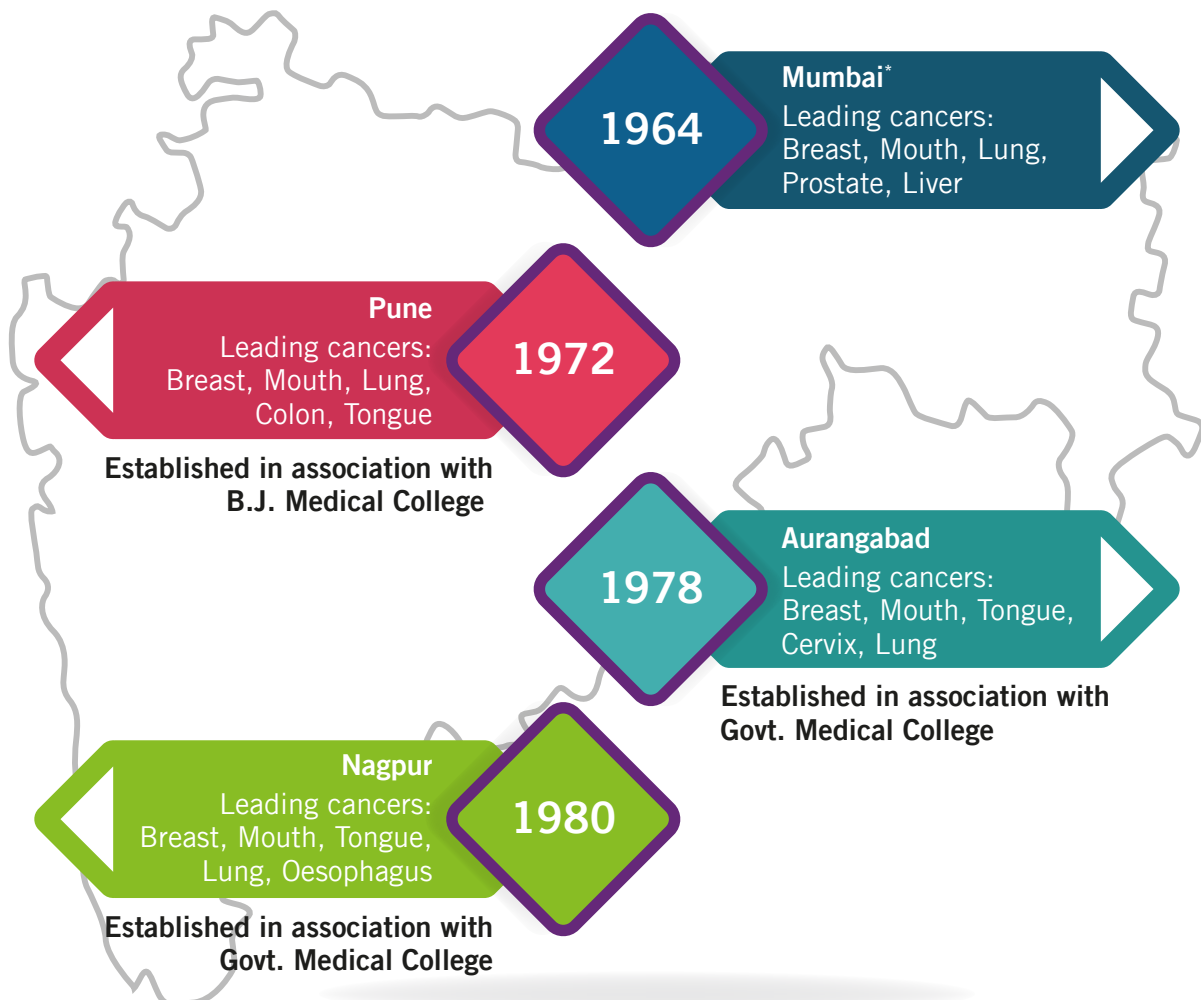 1964
Mumbai*
Leading cancers:
Breast, Mouth, Lung,
Prostate, Liver
Pune
Leading cancers:
Breast, Mouth, Lung,
Colon, Tongue
1972
Established in association with
B.J. Medical College
1978
Aurangabad
Leading cancers:
Breast, Mouth, Tongue,
Cervix, Lung
Established in association with
Govt. Medical College
Nagpur
Leading cancers:
Breast, Mouth, Tongue,
Lung, Oesophagus
1980
Established in association with
Govt. Medical College